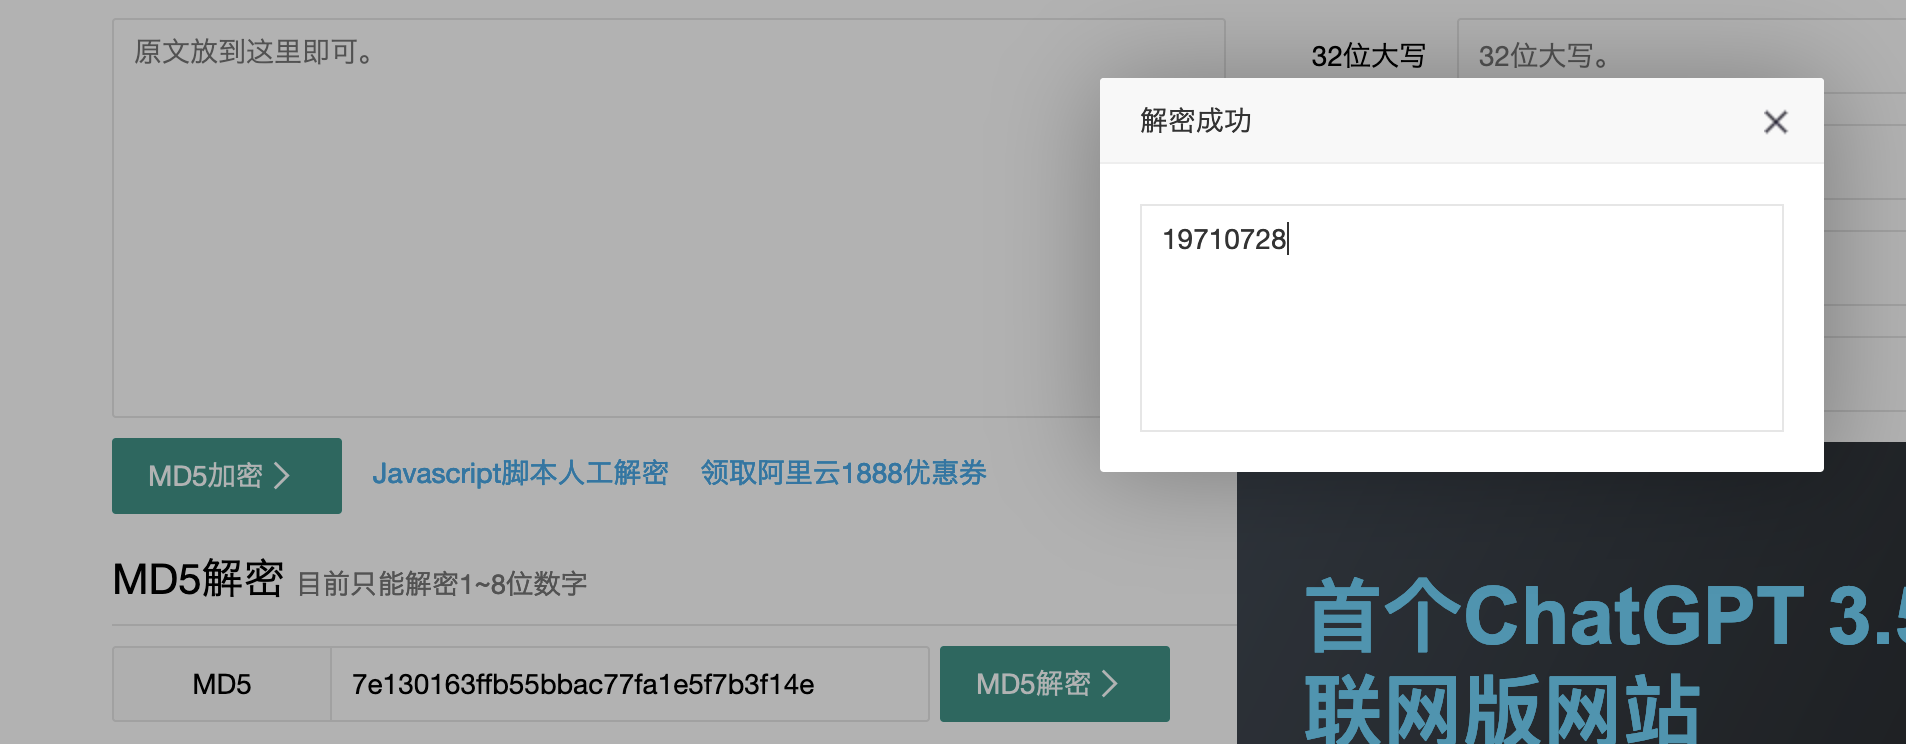 原文放到这里即可。
32位大写
32位大写。
解密成功
19710728
MD5加密
Javascript脚本人工解密
领取阿里云1888优惠券
MD5解密 目前只能解密1~8位数字
MD5
7e130163ffb55bbac77fa1e5f7b3f14e
MD5解密
首个ChatGPT 3.5
联网版网站